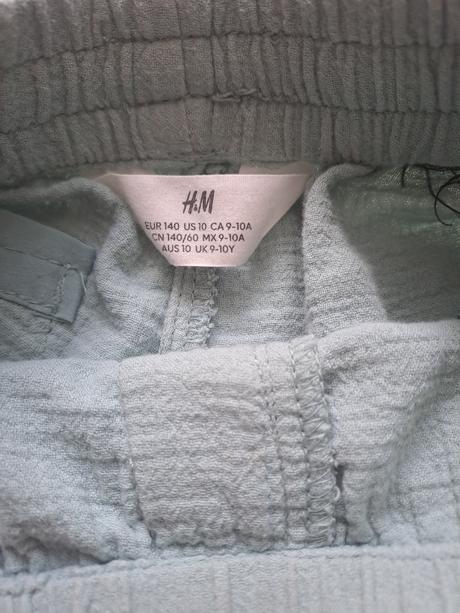 H&M
EUR 140 US 10 CA 9-10A
CN 140/60 MX 9-10A
AUS 10 UK 9-10Y